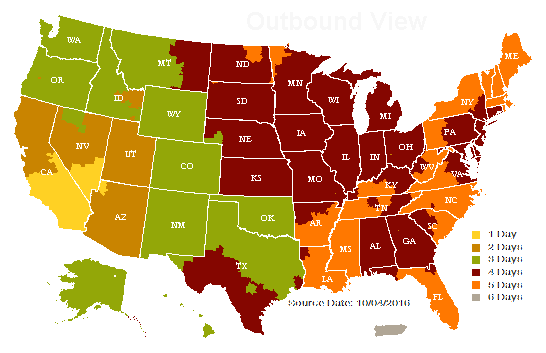 Outbound View
WA
MT
ND
MN
ME
OR
ID
WY
SD
WI
MI
NY
NV
UT
CO
NE
IA
IL
IN
OH
PA
CA
KS
MO
KY
WV
VA
AZ
NM
OK
AR
TN
NC
TX
LA
MS
AL
GA
SC
FL
1 Day
2 Days
3 Days
4 Days
5 Days
6 Days
Source Date: 10/04/2016